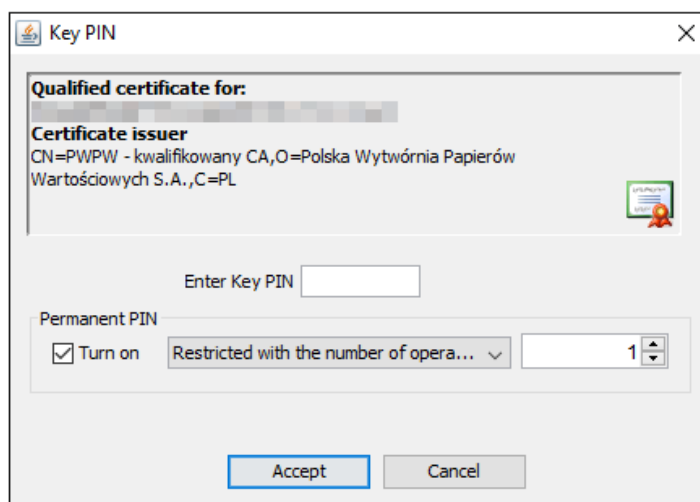 Key PIN
Qualified certificate for:
Certificate issuer
CN=PWPW - kwalifikowany CA,O=Polska Wytwórnia Papierów
Wartościowych S.A.,C=PL
Enter Key PIN
Permanent PIN
Turn on Restricted with the number of opera... 1
Accept Cancel